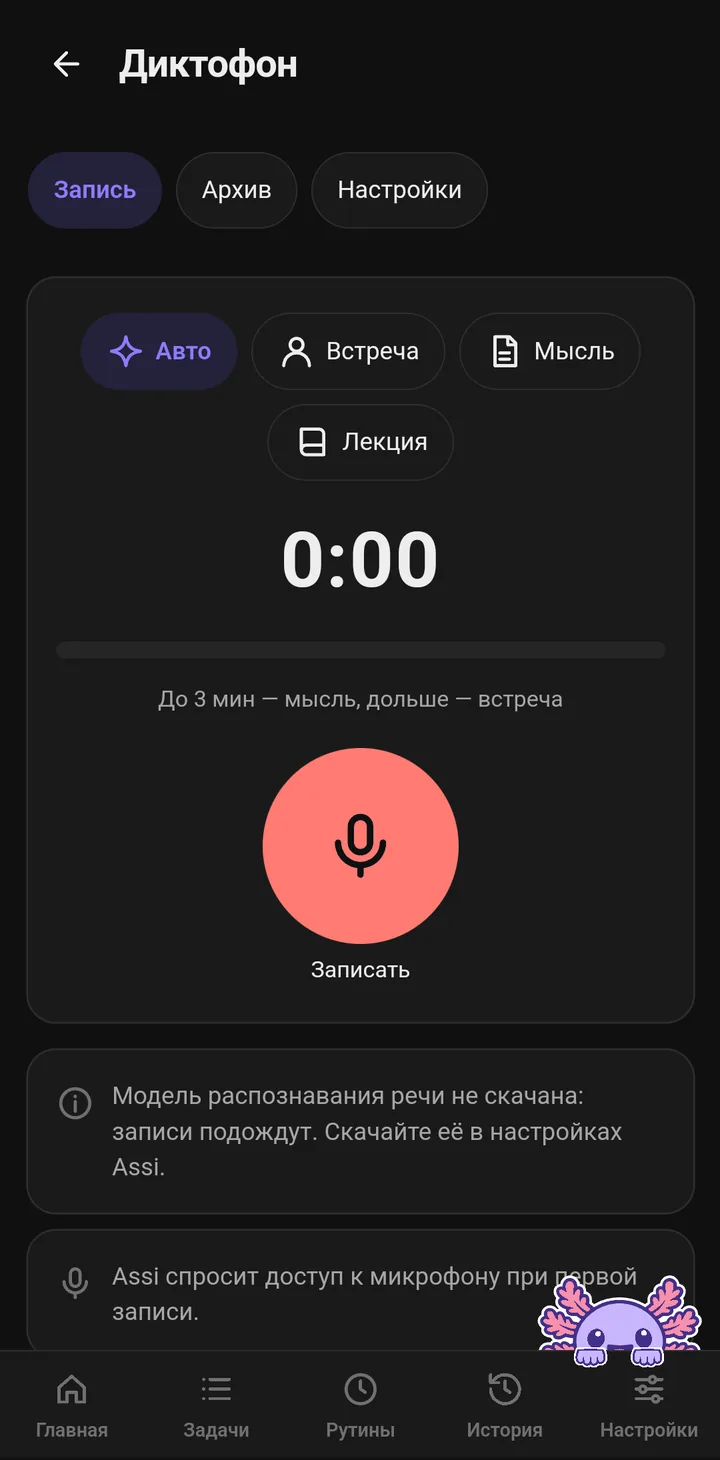 Диктофон
Запись
Архив
Настройки
Авто
Встреча
Мысль
Лекция
0:00
До 3 мин — мысль, дольше — встреча
Записать
Модель распознавания речи не скачана:
записи подождут. Скачайте её в настройках
Assi.
Assi спросит доступ к микрофону при первой
записи.
Главная
Задачи
Рутины
История
Настройки